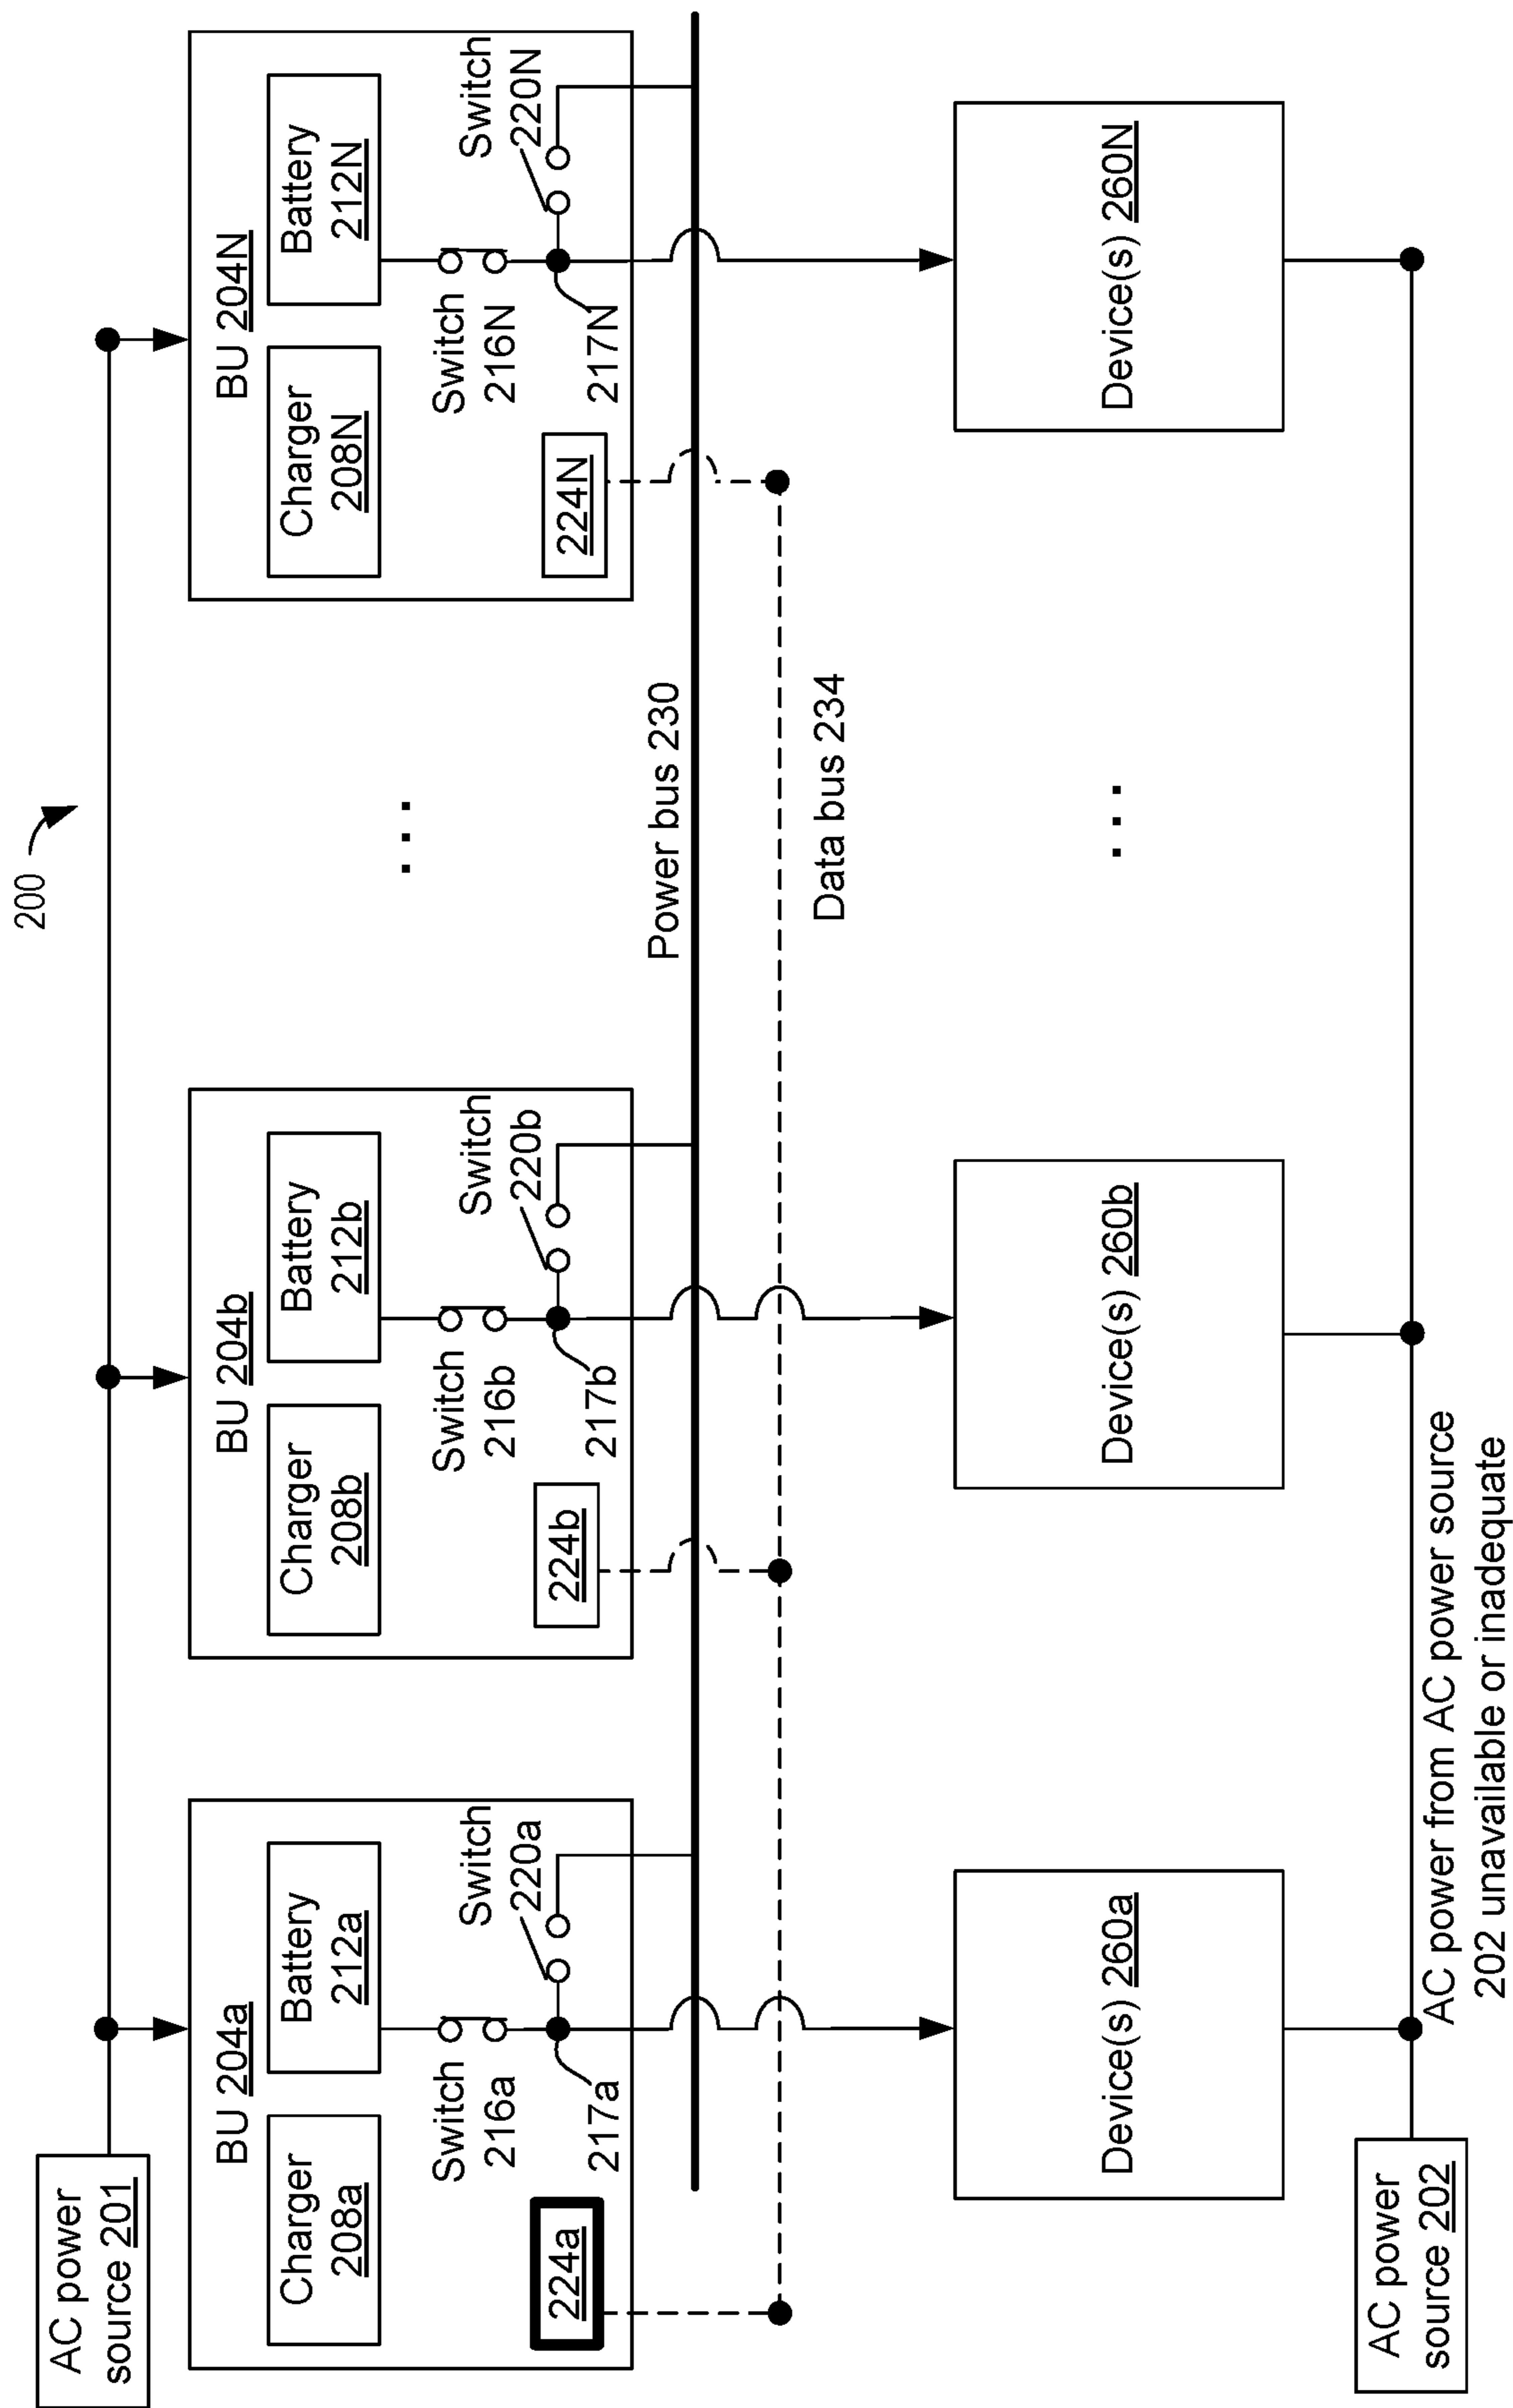 200
AC power
source 201
BU 204a
Charger
208a
Battery
212a
Switch
216a
Switch
220a
217a
224a
BU 204b
Charger
208b
Battery
212b
Switch
216b
Switch
220b
217b
224b
...
BU 204N
Charger
208N
Battery
212N
Switch
216N
Switch
220N
217N
224N
Power bus 230
Data bus 234
Device(s) 260a
Device(s) 260b
...
Device(s) 260N
AC power
source 202
AC power from AC power source
202 unavailable or inadequate